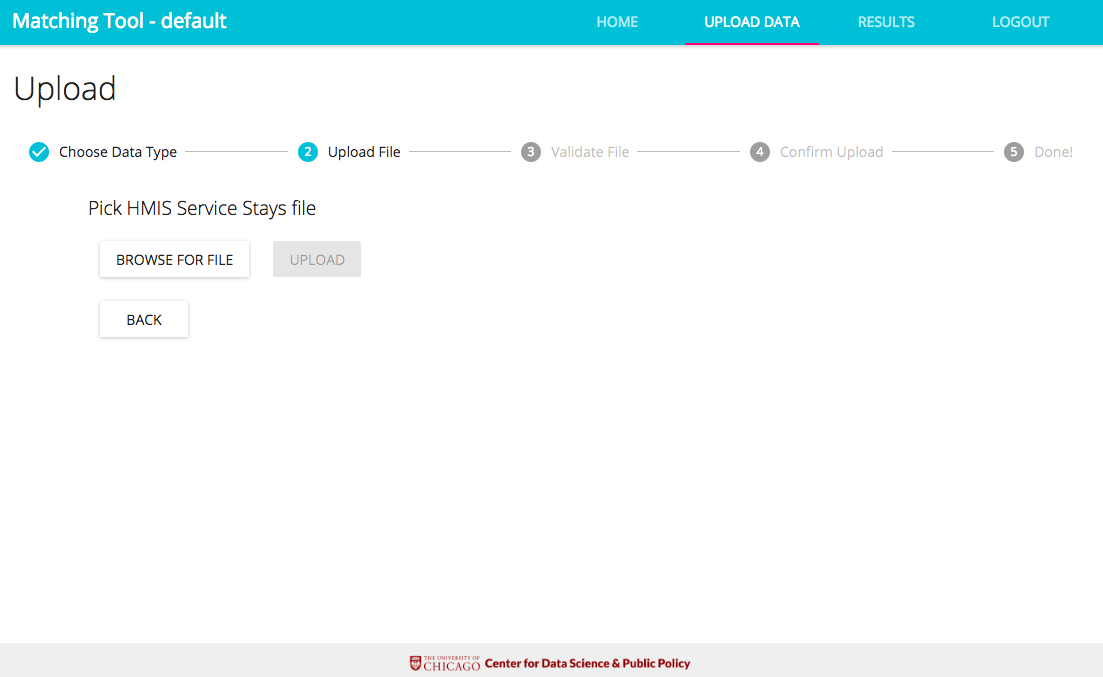 Matching Tool - default HOME UPLOAD DATA RESULTS LOGOUT
Upload
Choose Data Type 2 Upload File 3 Validate File 4 Confirm Upload 5 Done!
Pick HMIS Service Stays file
BROWSE FOR FILE UPLOAD
BACK
THE UNIVERSITY OF
CHICAGO Center for Data Science & Public Policy